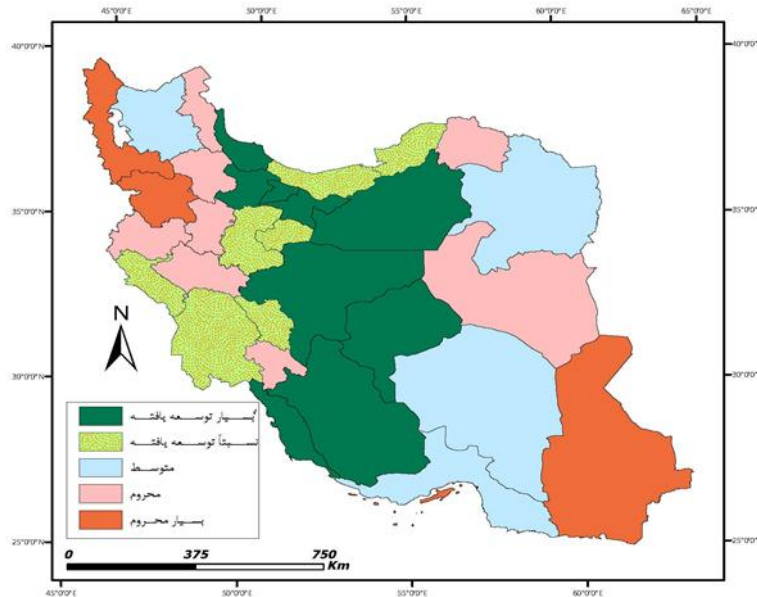 45°0'0"E 50°0'0"E 55°0'0"E 60°0'0"E 65°0'0"E
40°0'0"N 40°0'0"N
35°0'0"N 35°0'0"N
N
30°0'0"N 30°0'0"N
بسیار توسعه یافته
نسبتاً توسعه یافته
متوسط
محروم
بسیار محروم
25°0'0"N 25°0'0"N
0 375 750
Km
45°0'0"E 50°0'0"E 55°0'0"E 60°0'0"E